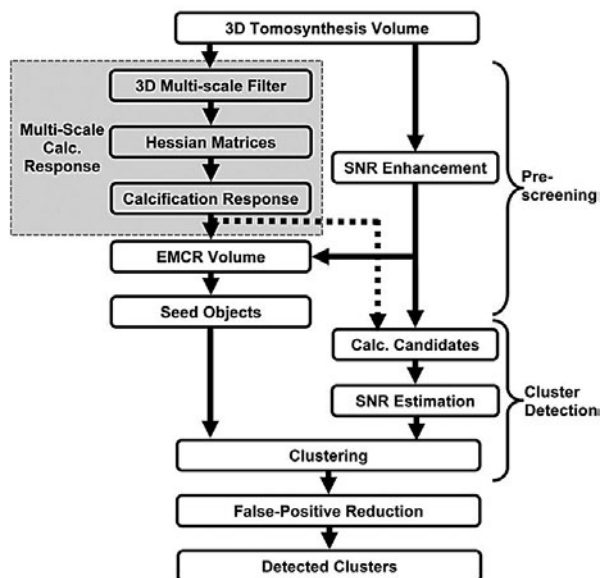 3D Tomosynthesis Volume
3D Multi-scale Filter
Multi-Scale
Calc.
Response
Hessian Matrices
Calcification Response
SNR Enhancement
Pre-
screening
EMCR Volume
Seed Objects
Calc. Candidates
SNR Estimation
Cluster
Detection
Clustering
False-Positive Reduction
Detected Clusters